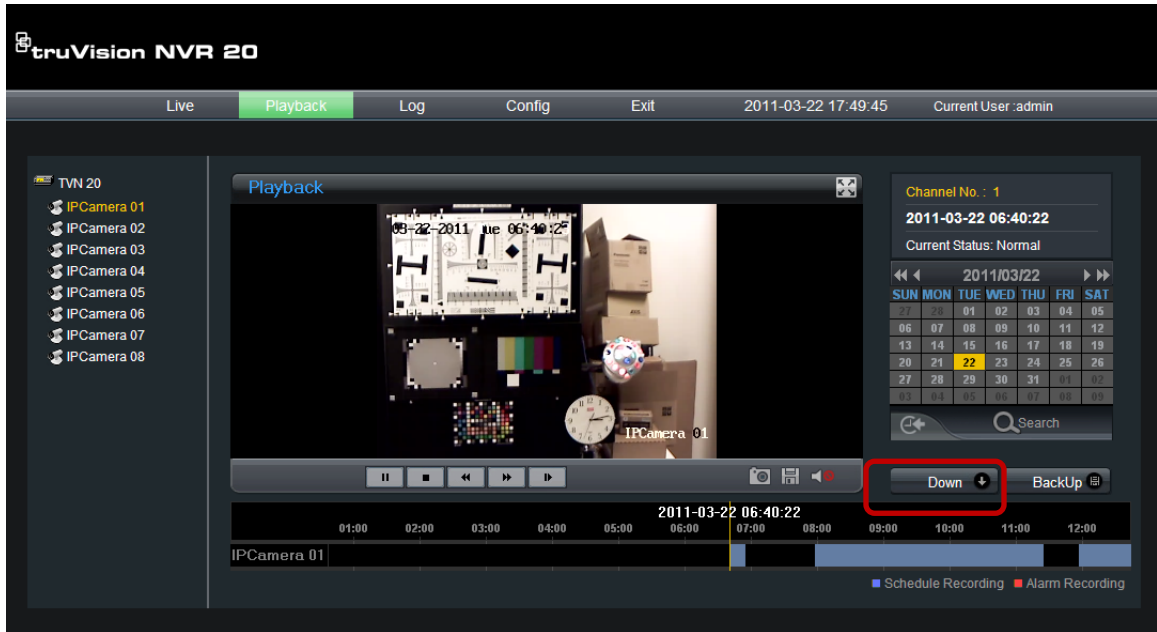 truVision NVR 20
Live Playback Log Config Exit 2011-03-22 17:49:45 Current User :admin
TVN 20
IPCamera 01
IPCamera 02
IPCamera 03
IPCamera 04
IPCamera 05
IPCamera 06
IPCamera 07
IPCamera 08
Playback
03-22-2011 ue 06:40:2
IPCamera 01
Channel No. : 1
2011-03-22 06:40:22
Current Status: Normal
2011/03/22
SUN MON TUE WED THU FRI SAT
27 28 01 02 03 04 05
06 07 08 09 10 11 12
13 14 15 16 17 18 19
20 21 22 23 24 25 26
27 28 29 30 31 01 02
03 04 05 06 07 08 09
Search
Down BackUp
2011-03-22 06:40:22
01:00 02:00 03:00 04:00 05:00 06:00 07:00 08:00 09:00 10:00 11:00 12:00
IPCamera 01
Schedule Recording Alarm Recording